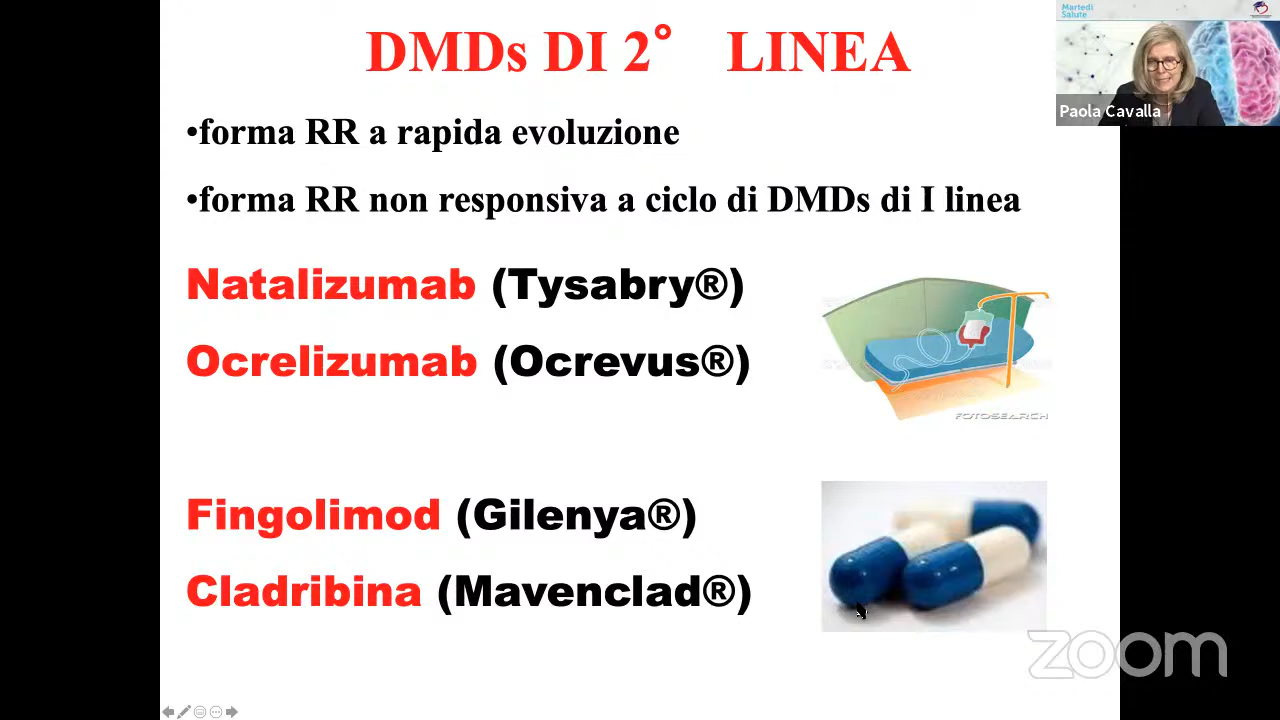 DMDs DI 2° LINEA
•forma RR a rapida evoluzione
•forma RR non responsiva a ciclo di DMDs di I linea
Natalizumab (Tysabry®)
Ocrelizumab (Ocrevus®)
FOTOSEARCH
Fingolimod (Gilenya®)
Cladribina (Mavenclad®)
Martedì
Salute
Paola Cavalla
zoom